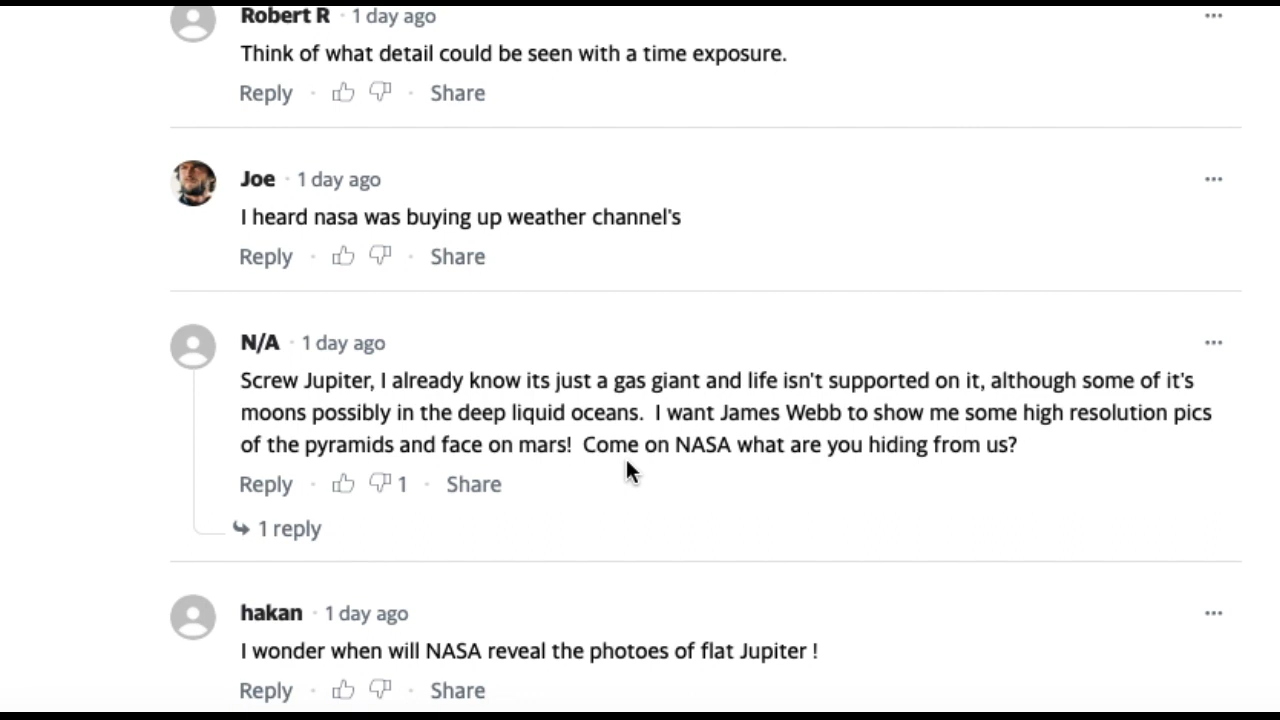 Robert R · 1 day ago ...
Think of what detail could be seen with a time exposure.
Reply · · Share
Joe · 1 day ago ...
I heard nasa was buying up weather channel's
Reply · · Share
N/A · 1 day ago ...
Screw Jupiter, I already know its just a gas giant and life isn't supported on it, although some of it's
moons possibly in the deep liquid oceans. I want James Webb to show me some high resolution pics
of the pyramids and face on mars! Come on NASA what are you hiding from us?
Reply · 1 · Share
1 reply
hakan · 1 day ago ...
I wonder when will NASA reveal the photoes of flat Jupiter !
Reply · · Share